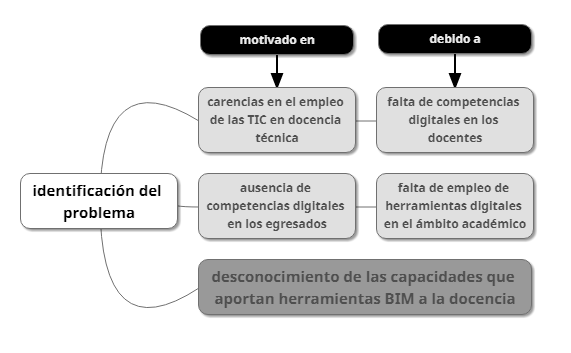 motivado en
debido a
carencias en el empleo
de las TIC en docencia
técnica
falta de competencias
digitales en los
docentes
identificación del
problema
ausencia de
competencias digitales
en los egresados
falta de empleo de
herramientas digitales
en el ámbito académico
desconocimiento de las capacidades que
aportan herramientas BIM a la docencia